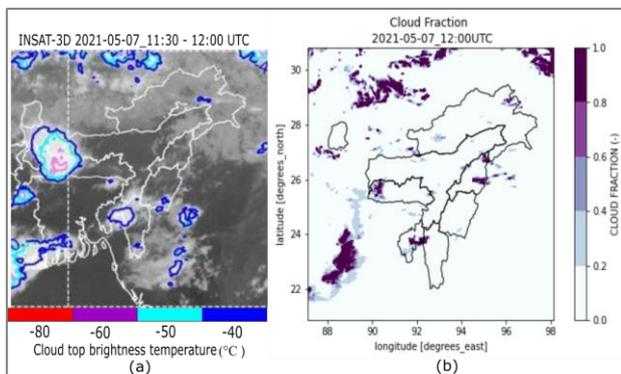 INSAT-3D 2021-05-07_11:30 - 12:00 UTC
-80
-60
-50
-40
Cloud top brightness temperature (°C)
(a)
Cloud Fraction
2021-05-07_12:00UTC
30
28
26
24
22
latitude [degrees_north]
88
90
92
94
96
98
longitude [degrees_east]
(b)
1.0
0.8
0.6
0.4
0.2
0.0
CLOUD FRACTION (-)